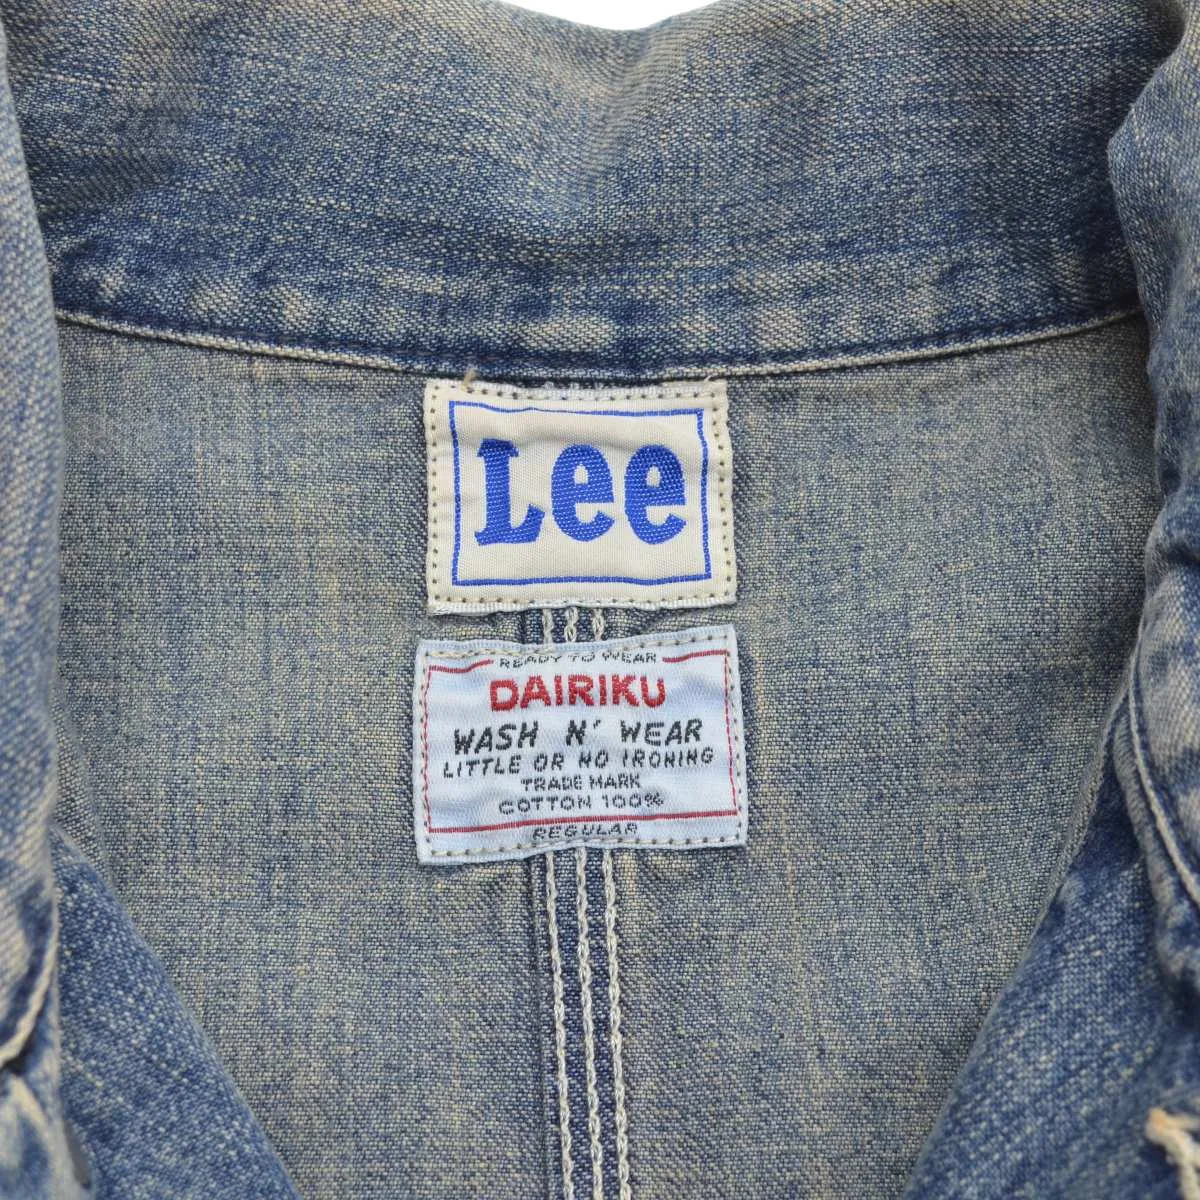 Lee
READY TO WEAR
DAIRIKU
WASH N' WEAR
LITTLE OR NO IRONING
TRADE MARK
COTTON 100%
REGULAR